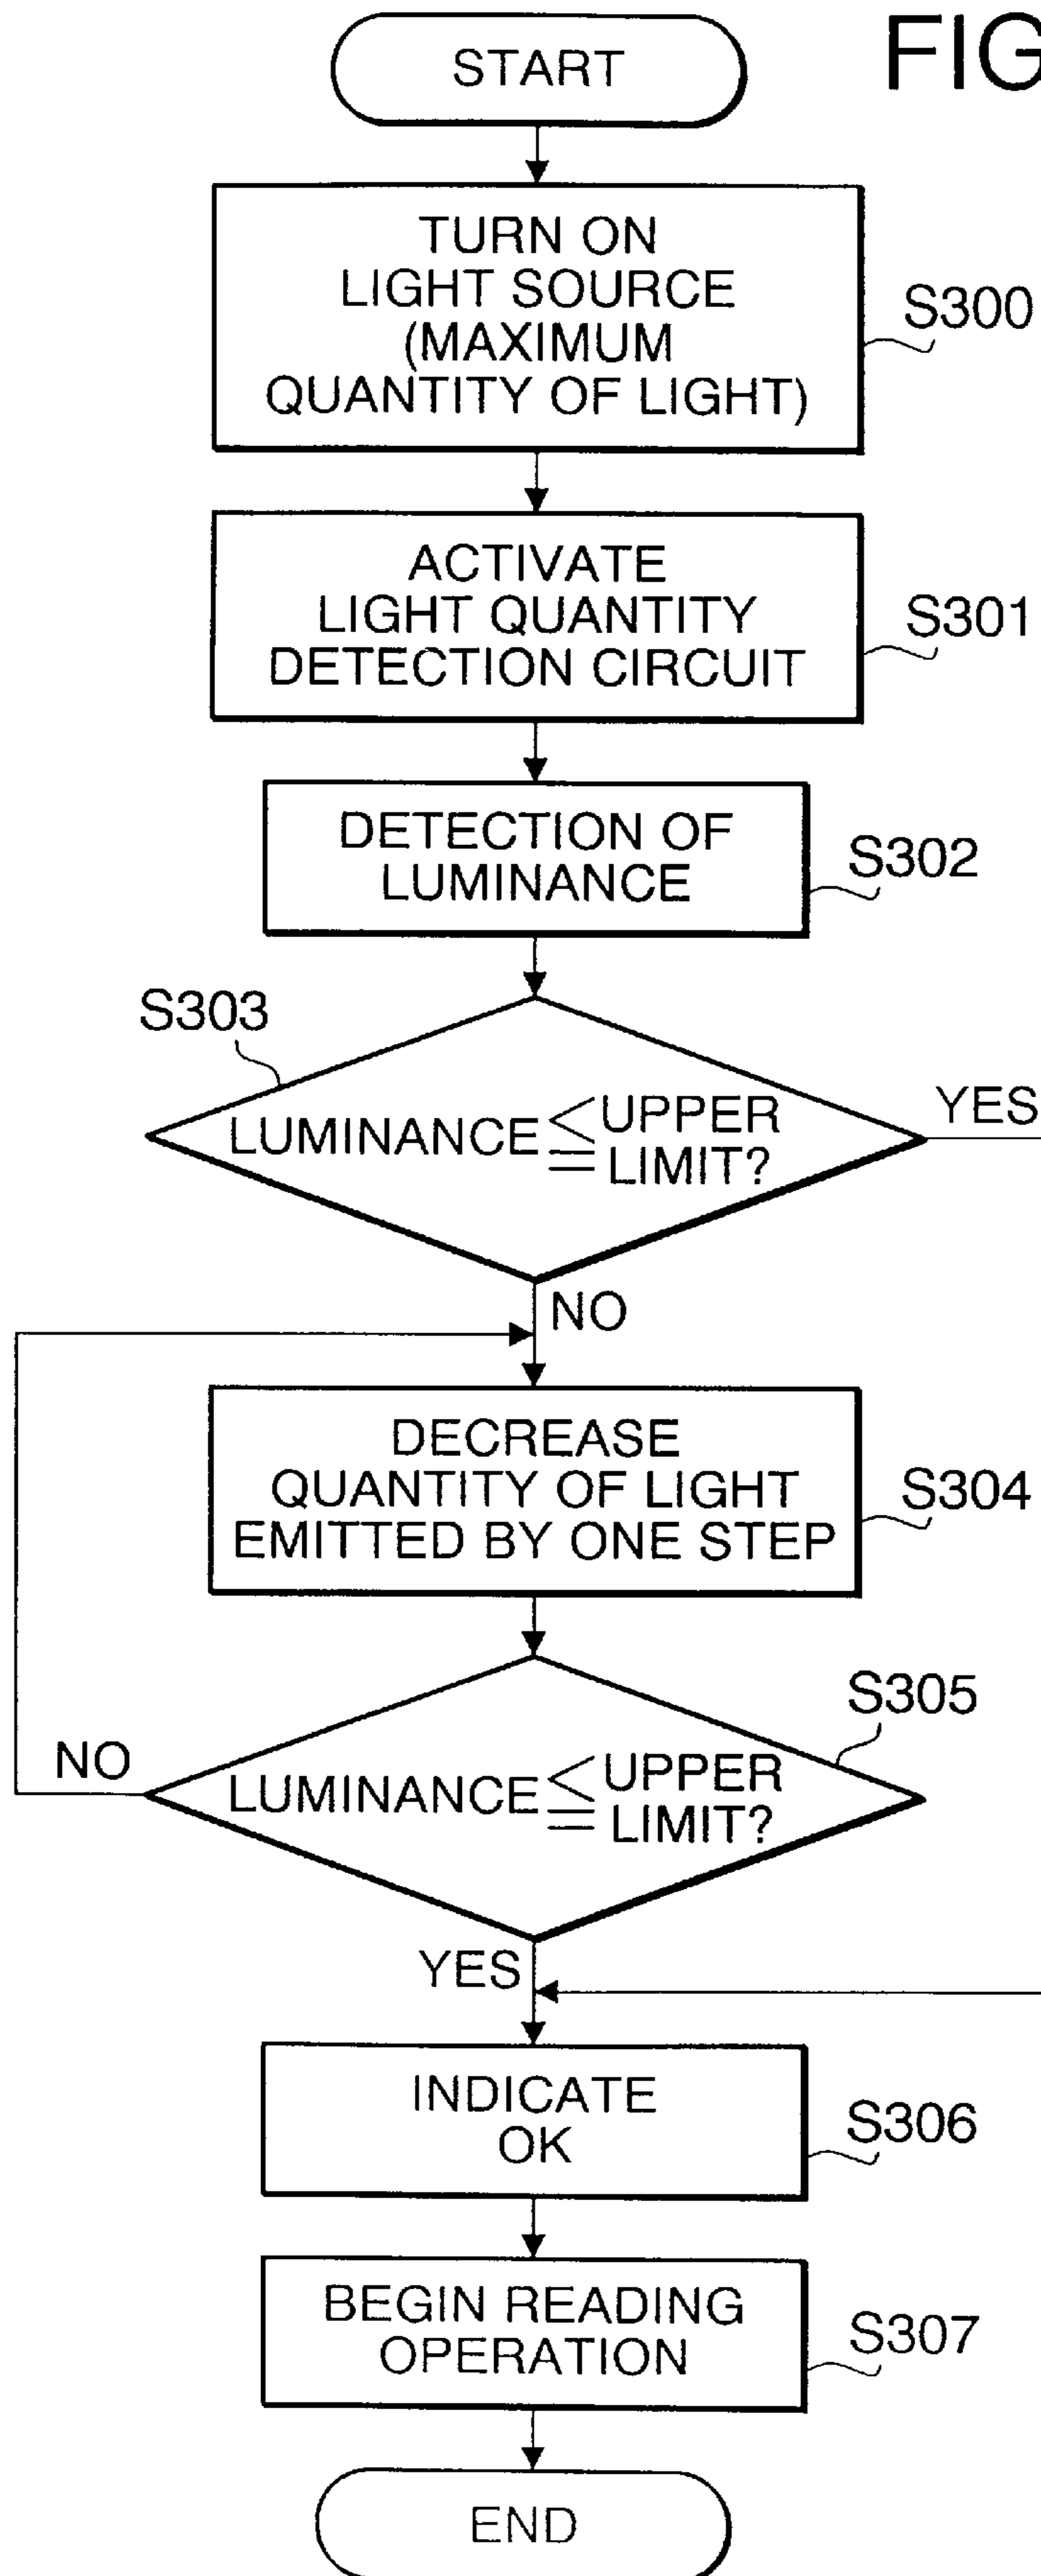 FIG
START
TURN ON
LIGHT SOURCE
(MAXIMUM
QUANTITY OF LIGHT)
S300
ACTIVATE
LIGHT QUANTITY
DETECTION CIRCUIT
S301
DETECTION OF
LUMINANCE
S302
S303
LUMINANCE ≦ UPPER
LIMIT?
YES
NO
DECREASE
QUANTITY OF LIGHT
EMITTED BY ONE STEP
S304
S305
LUMINANCE ≦ UPPER
LIMIT?
NO
YES
INDICATE
OK
S306
BEGIN READING
OPERATION
S307
END